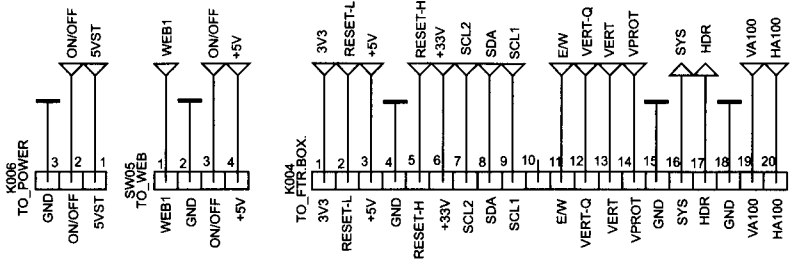 ON/OFF
5VST
WEB1
ON/OFF
+5V
3V3
RESET-L
+5V
RESET-H
+33V
SCL2
SDA
SCL1
E/W
VERT-Q
VERT
VPROT
SYS
HDR
VA100
HA100
K006
TO_POWER
3 2 1
GND
ON/OFF
5VST
SW05
TO_WEB
1 2 3 4
WEB1
GND
ON/OFF
+5V
K004
TO_FTR.BOX.
1 2 3 4 5 6 7 8 9 10 11 12 13 14 15 16 17 18 19 20
3V3
RESET-L
+5V
GND
RESET-H
+33V
SCL2
SDA
SCL1
E/W
VERT-Q
VERT
VPROT
GND
SYS
HDR
GND
VA100
HA100